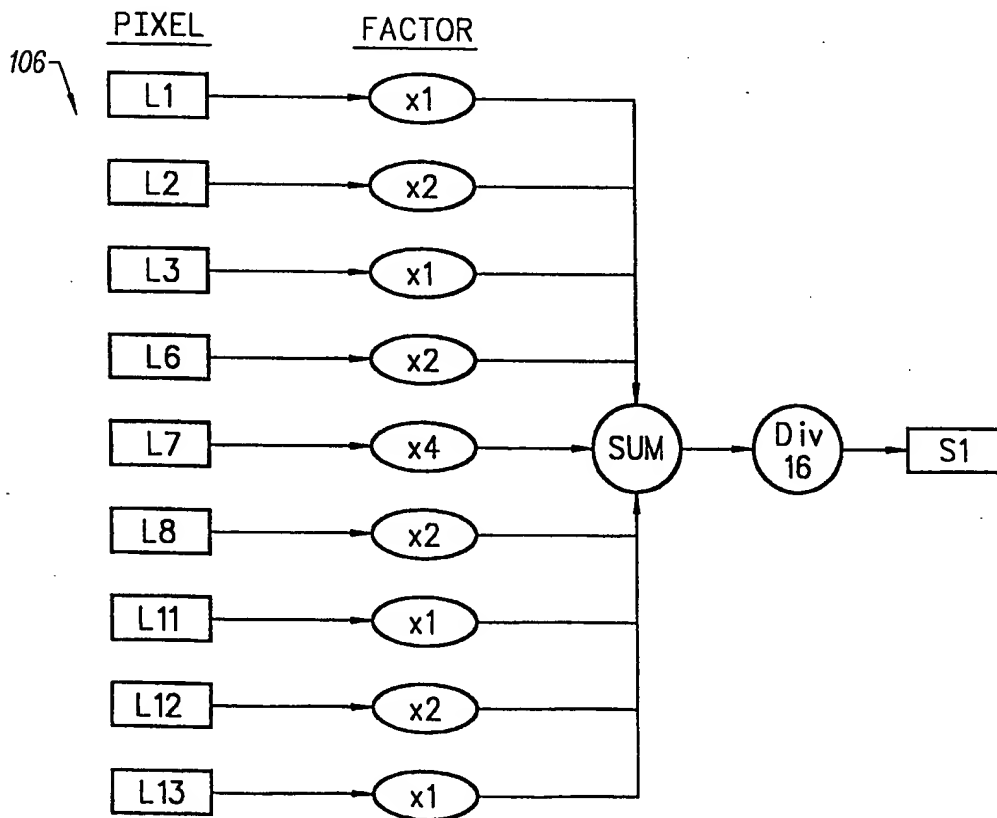 PIXEL FACTOR
106
L1 x1
L2 x2
L3 x1
L6 x2
L7 x4 SUM Div 16 S1
L8 x2
L11 x1
L12 x2
L13 x1